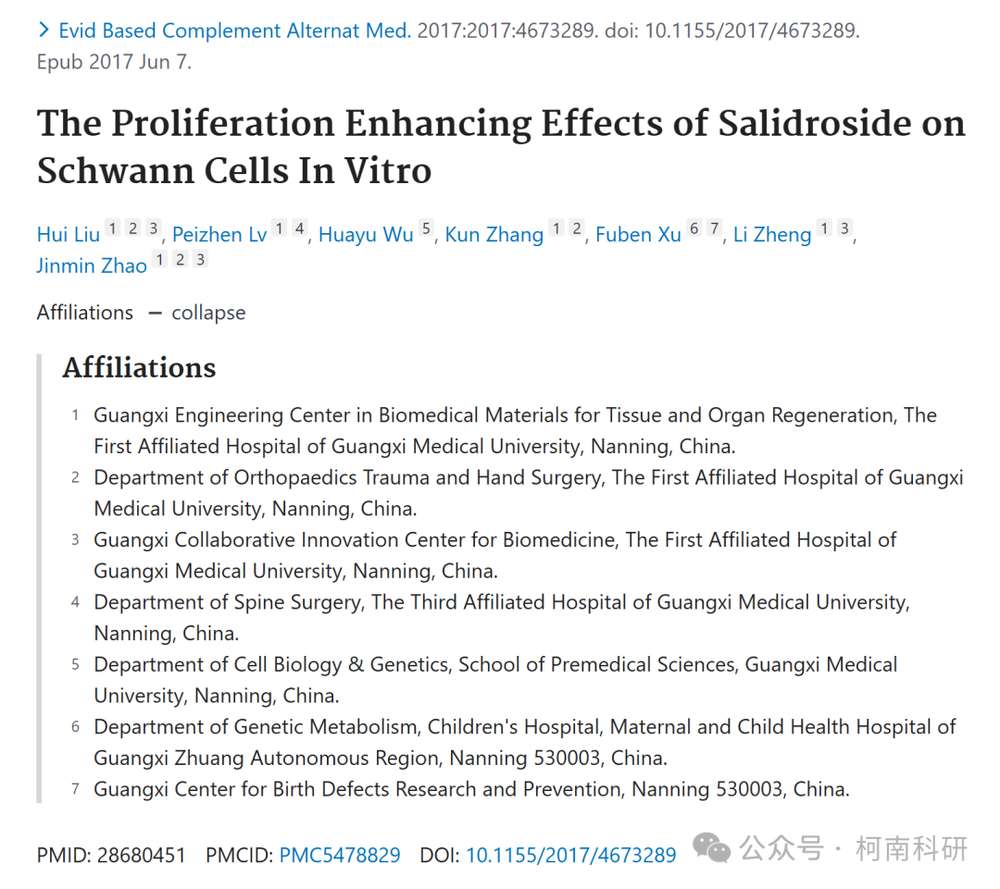 > Evid Based Complement Alternat Med. 2017:2017:4673289. doi: 10.1155/2017/4673289.
Epub 2017 Jun 7.
The Proliferation Enhancing Effects of Salidroside on
Schwann Cells In Vitro
Hui Liu 1 2 3, Peizhen Lv 1 4, Huayu Wu 5, Kun Zhang 1 2, Fuben Xu 6 7, Li Zheng 1 3,
Jinmin Zhao 1 2 3
Affiliations — collapse
Affiliations
1 Guangxi Engineering Center in Biomedical Materials for Tissue and Organ Regeneration, The
First Affiliated Hospital of Guangxi Medical University, Nanning, China.
2 Department of Orthopaedics Trauma and Hand Surgery, The First Affiliated Hospital of Guangxi
Medical University, Nanning, China.
3 Guangxi Collaborative Innovation Center for Biomedicine, The First Affiliated Hospital of
Guangxi Medical University, Nanning, China.
4 Department of Spine Surgery, The Third Affiliated Hospital of Guangxi Medical University,
Nanning, China.
5 Department of Cell Biology & Genetics, School of Premedical Sciences, Guangxi Medical
University, Nanning, China.
6 Department of Genetic Metabolism, Children's Hospital, Maternal and Child Health Hospital of
Guangxi Zhuang Autonomous Region, Nanning 530003, China.
7 Guangxi Center for Birth Defects Research and Prevention, Nanning 530003, China.
PMID: 28680451 PMCID: PMC5478829 DOI: 10.1155/2017/4673289
公众号 · 柯南科研